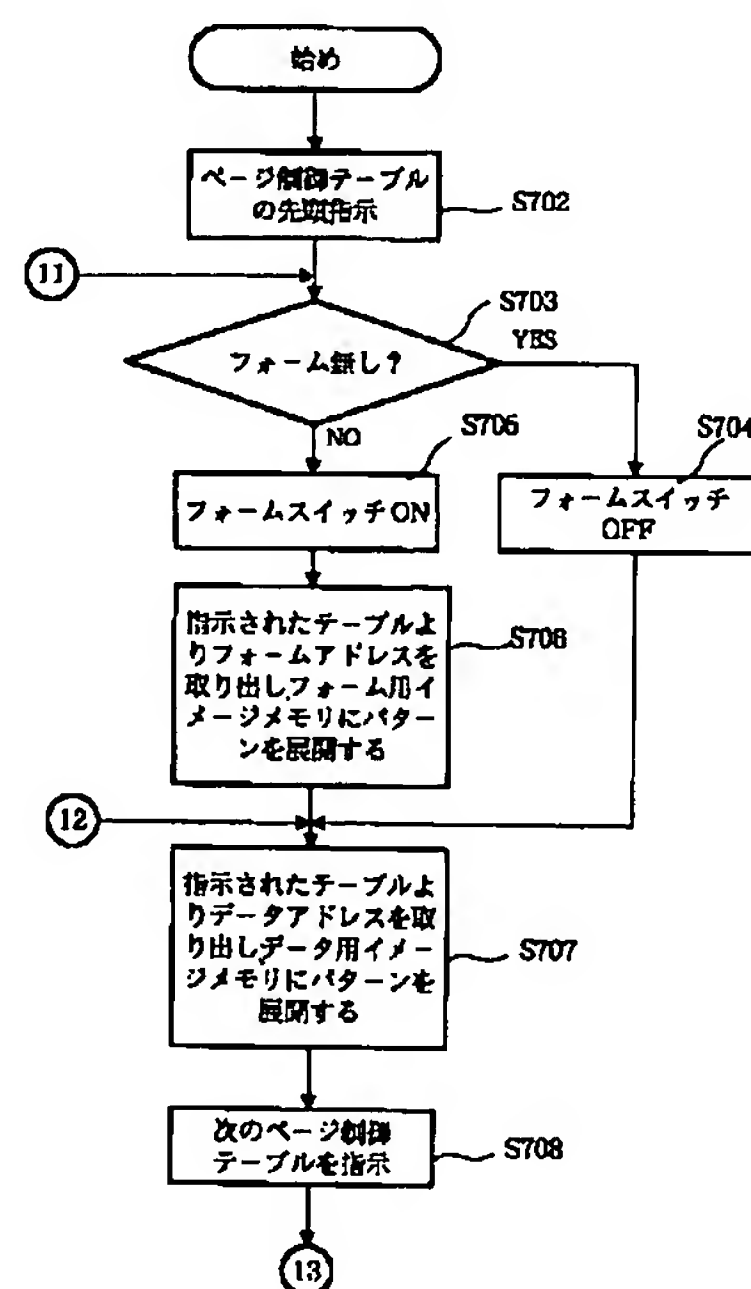 始め
ページ制御テーブル
の先頭指示
S702
11
S703
フォーム無し?
YES
NO
S705
S704
フォームスイッチON
フォームスイッチ
OFF
指示されたテーブルよ
りフォームアドレスを
取り出しフォーム用イ
メージメモリにパター
ンを展開する
S706
12
指示されたテーブルよ
りデータアドレスを取
り出しデータ用イメー
ジメモリにパターンを
展開する
S707
次のページ制御
テーブルを指示
S708
13